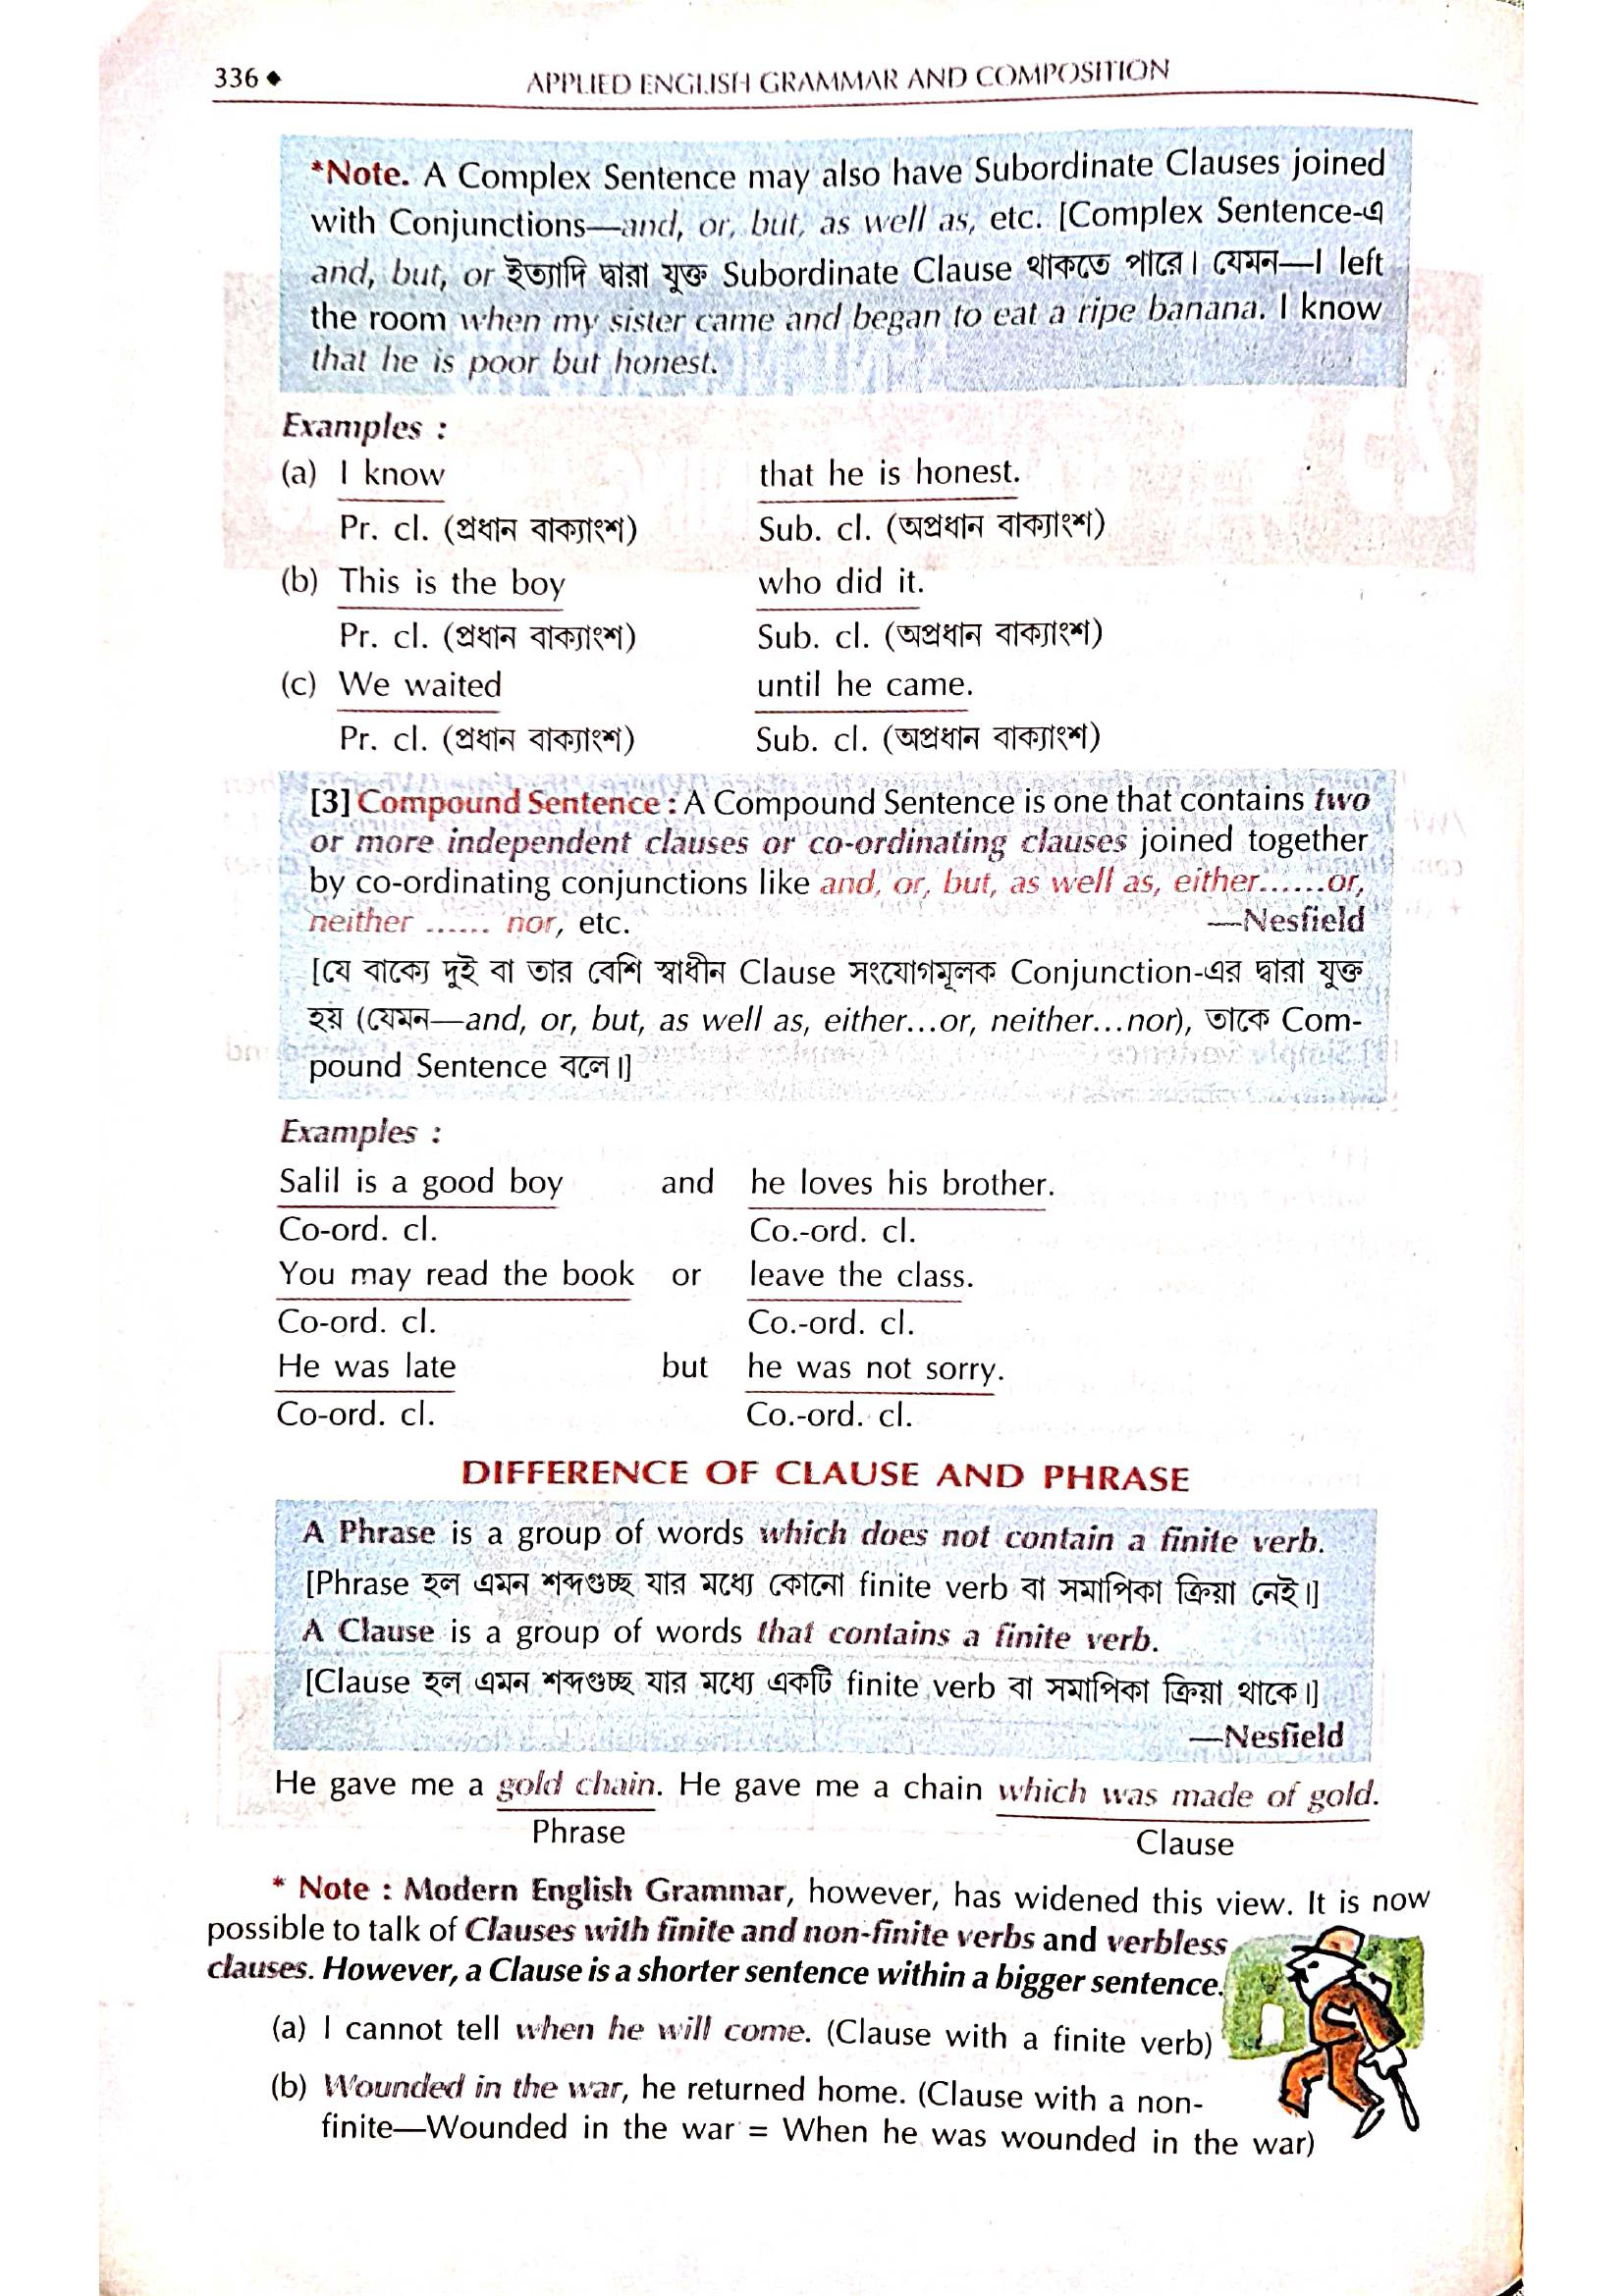 336 ◆ APPLIED ENGLISH GRAMMAR AND COMPOSITION
*Note. A Complex Sentence may also have Subordinate Clauses joined
with Conjunctions—and, or, but, as well as, etc. [Complex Sentence-এ
and, but, or ইত্যাদি দ্বারা যুক্ত Subordinate Clause থাকতে পারে। যেমন—I left
the room when my sister came and began to eat a ripe banana. I know
that he is poor but honest.
Examples :
(a) I know that he is honest.
Pr. cl. (প্রধান বাক্যাংশ) Sub. cl. (অপ্রধান বাক্যাংশ)
(b) This is the boy who did it.
Pr. cl. (প্রধান বাক্যাংশ) Sub. cl. (অপ্রধান বাক্যাংশ)
(c) We waited until he came.
Pr. cl. (প্রধান বাক্যাংশ) Sub. cl. (অপ্রধান বাক্যাংশ)
[3] Compound Sentence : A Compound Sentence is one that contains two
or more independent clauses or co-ordinating clauses joined together
by co-ordinating conjunctions like and, or, but, as well as, either......or,
neither ...... nor, etc. —Nesfield
[যে বাক্যে দুই বা তার বেশি স্বাধীন Clause সংযোগমূলক Conjunction-এর দ্বারা যুক্ত
হয় (যেমন—and, or, but, as well as, either...or, neither...nor), তাকে Com-
pound Sentence বলে।]
Examples :
Salil is a good boy and he loves his brother.
Co-ord. cl. Co.-ord. cl.
You may read the book or leave the class.
Co-ord. cl. Co.-ord. cl.
He was late but he was not sorry.
Co-ord. cl. Co.-ord. cl.
DIFFERENCE OF CLAUSE AND PHRASE
A Phrase is a group of words which does not contain a finite verb.
[Phrase হল এমন শব্দগুচ্ছ যার মধ্যে কোনো finite verb বা সমাপিকা ক্রিয়া নেই।]
A Clause is a group of words that contains a finite verb.
[Clause হল এমন শব্দগুচ্ছ যার মধ্যে একটি finite verb বা সমাপিকা ক্রিয়া থাকে।]
—Nesfield
He gave me a gold chain. He gave me a chain which was made of gold.
Phrase Clause
* Note : Modern English Grammar, however, has widened this view. It is now
possible to talk of Clauses with finite and non-finite verbs and verbless
clauses. However, a Clause is a shorter sentence within a bigger sentence.
(a) I cannot tell when he will come. (Clause with a finite verb)
(b) Wounded in the war, he returned home. (Clause with a non-
finite—Wounded in the war = When he was wounded in the war)